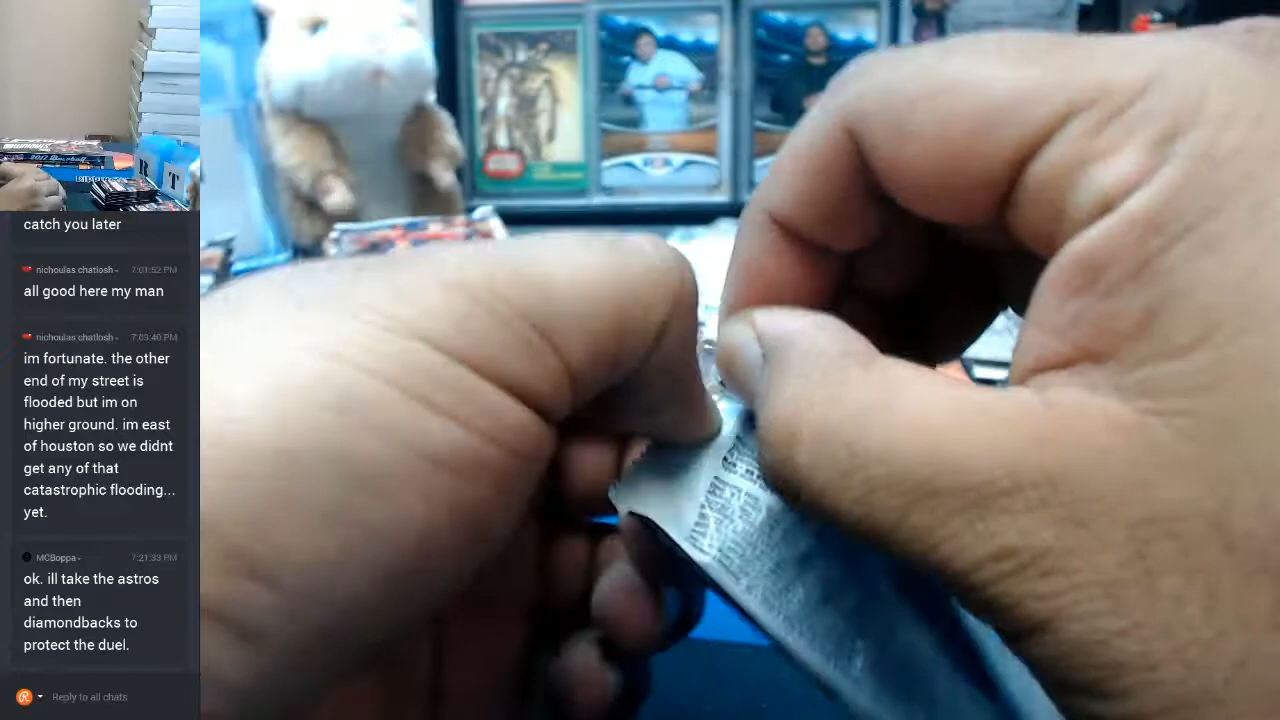 catch you later
nichoulas chatlosh
7:01:52 PM
all good here my man
nichoulas chatlosh
7:03:40 PM
im fortunate. the other
end of my street is
flooded but im on
higher ground. im east
of houston so we didnt
get any of that
catastrophic flooding...
yet.
MCBoppa
7:21:33 PM
ok. ill take the astros
and then
diamondbacks to
protect the duel.
Reply to all chats